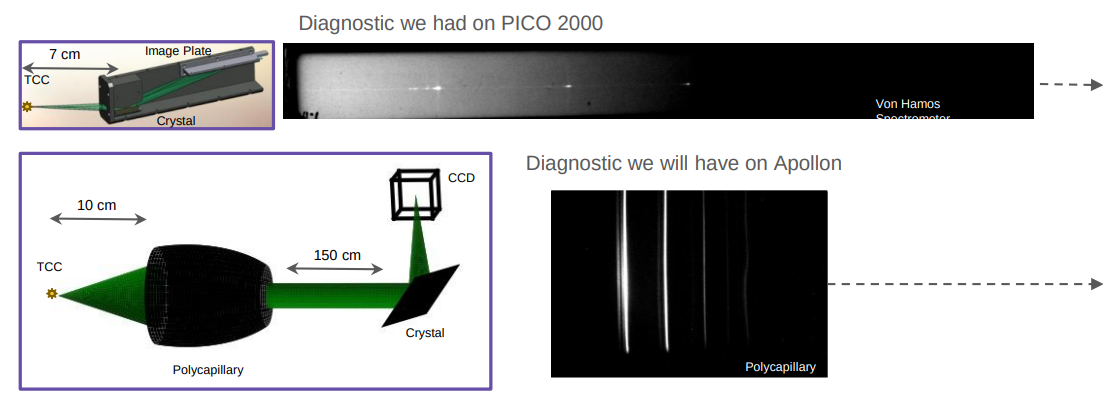 Diagnostic we had on PICO 2000
7 cm
Image Plate
TCC
Crystal
Von Hamos
Spectrometer
Diagnostic we will have on Apollon
CCD
10 cm
150 cm
TCC
Crystal
Polycapillary
Polycapillary